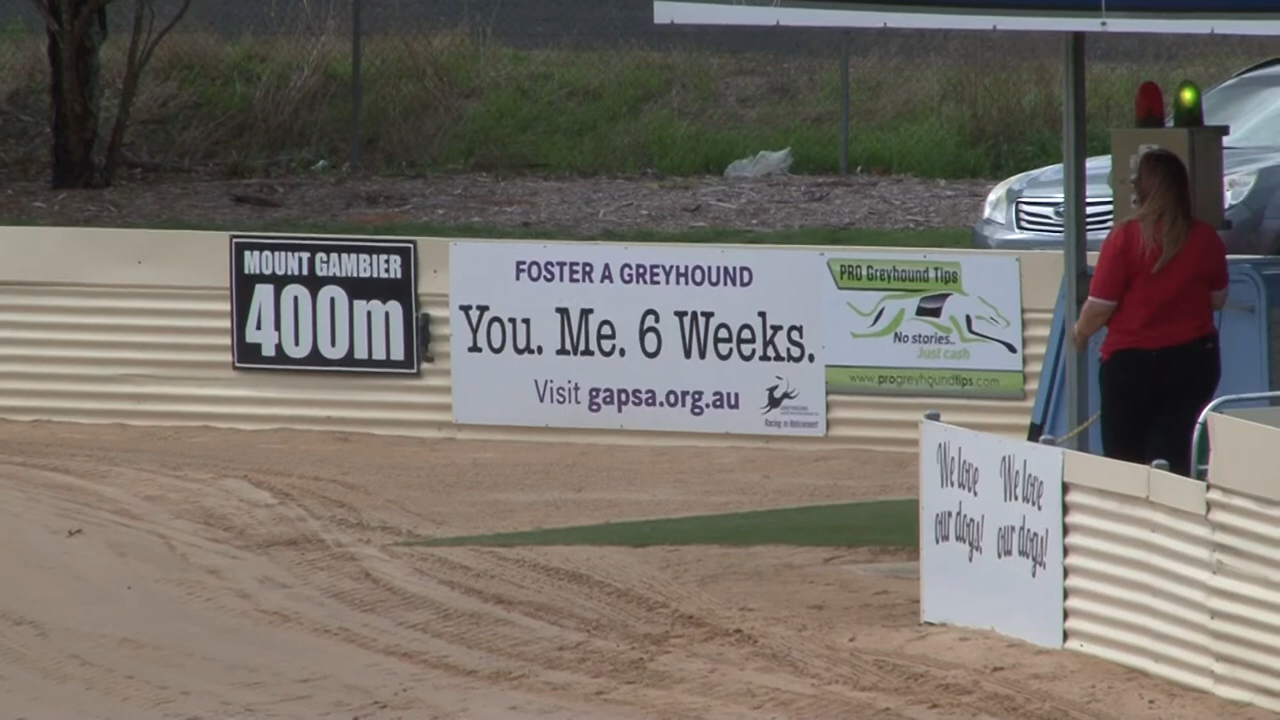 MOUNT GAMBIER
400m
FOSTER A GREYHOUND
You. Me. 6 Weeks.
Visit gapsa.org.au
Racing to Retirement
PRO Greyhound Tips
No stories...
Just cash
www.progreyhoundtips.com
We love
our dogs!
We love
our dogs!